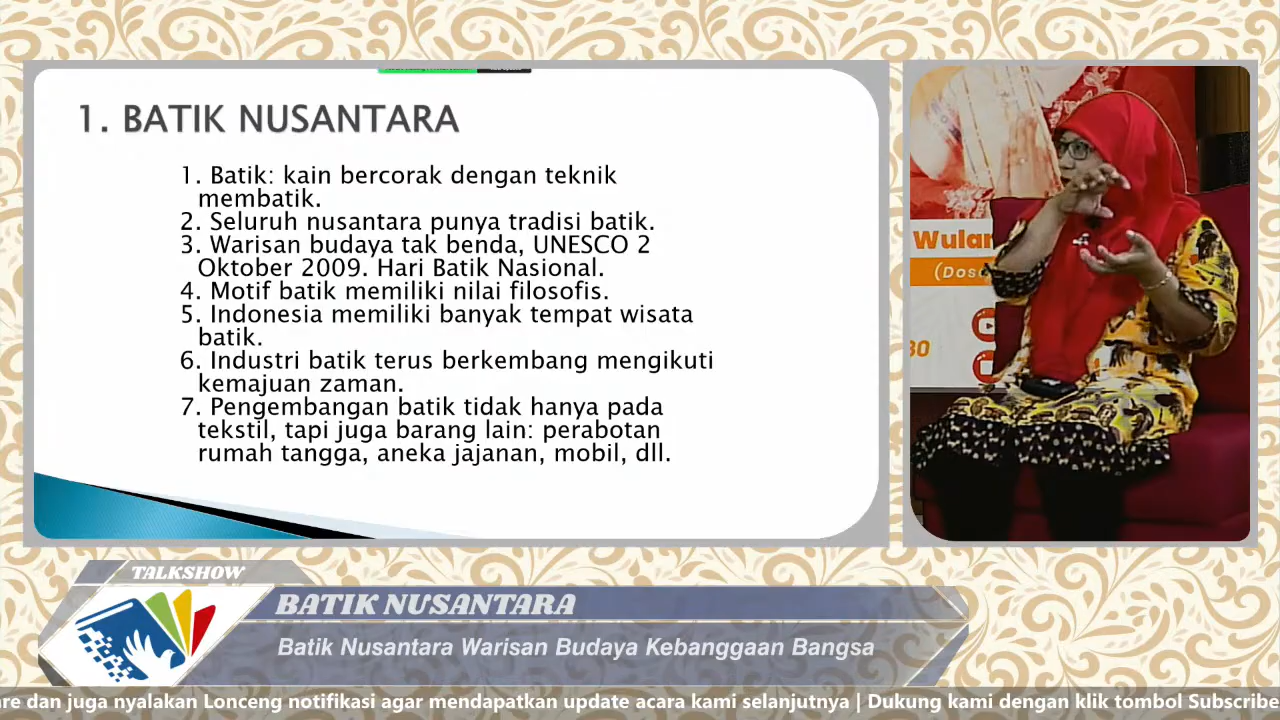 1. BATIK NUSANTARA
1. Batik: kain bercorak dengan teknik
membatik.
2. Seluruh nusantara punya tradisi batik.
3. Warisan budaya tak benda, UNESCO 2
Oktober 2009. Hari Batik Nasional.
4. Motif batik memiliki nilai filosofis.
5. Indonesia memiliki banyak tempat wisata
batik.
6. Industri batik terus berkembang mengikuti
kemajuan zaman.
7. Pengembangan batik tidak hanya pada
tekstil, tapi juga barang lain: perabotan
rumah tangga, aneka jajanan, mobil, dll.
Wulan
(Dos
30
TALKSHOW
BATIK NUSANTARA
Batik Nusantara Warisan Budaya Kebanggaan Bangsa
re dan juga nyalakan Lonceng notifikasi agar mendapatkan update acara kami selanjutnya | Dukung kami dengan klik tombol Subscribe